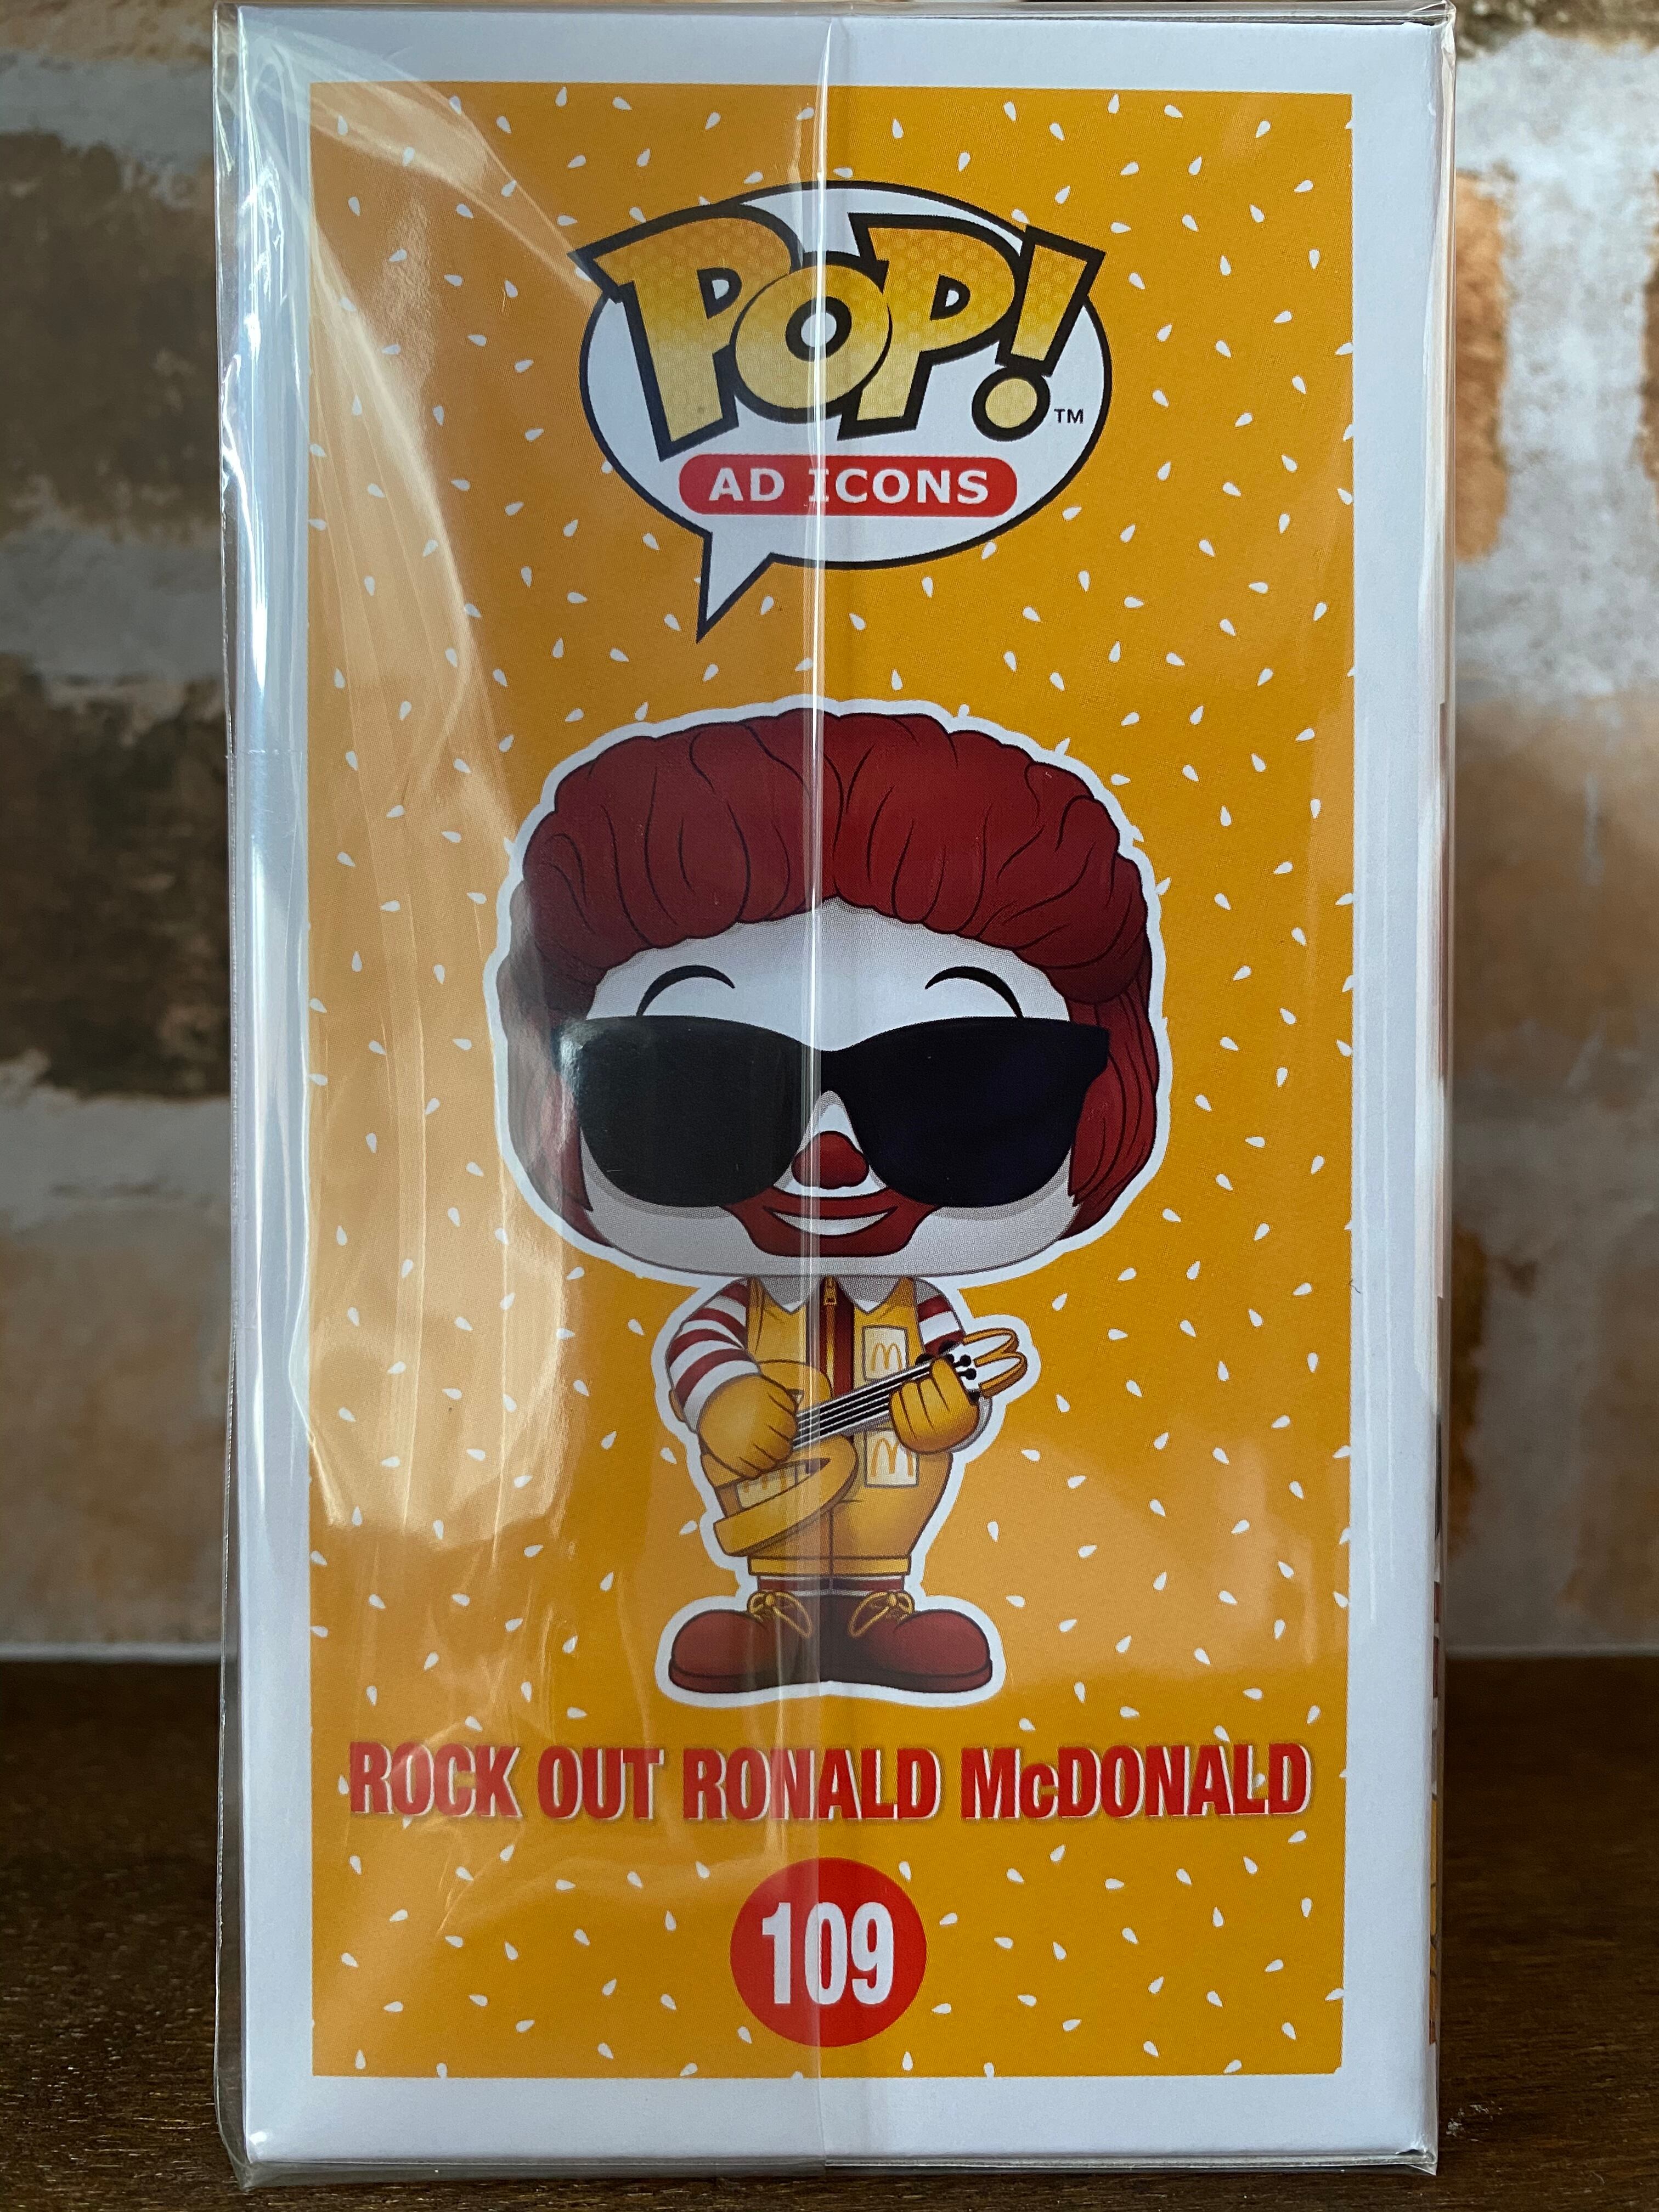 POP!
TM
AD ICONS
ROCK OUT RONALD McDONALD
109